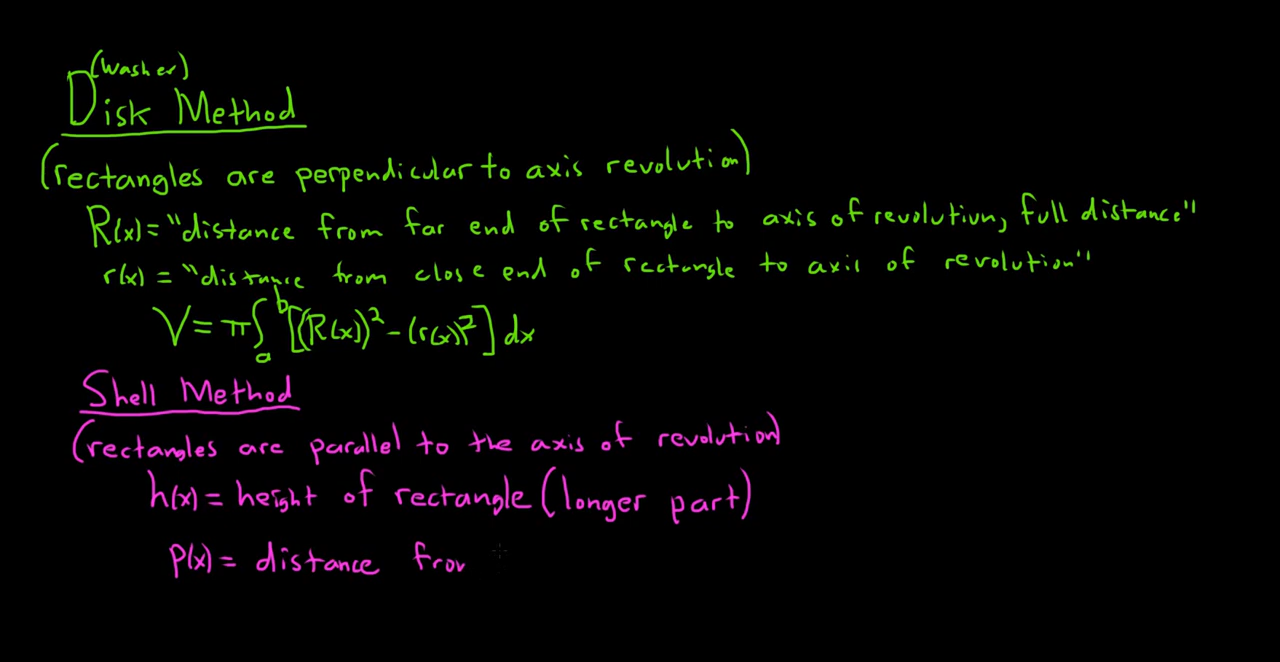 (Washer)
Disk Method
(rectangles are perpendicular to axis revolution)
R(x) = "distance from far end of rectangle to axis of revolution, full distance"
r(x) = "distance from close end of rectangle to axis of revolution"
V = π∫_a^b [(R(x))² - (r(x))²] dx
Shell Method
(rectangles are parallel to the axis of revolution)
h(x) = height of rectangle (longer part)
p(x) = distance fro